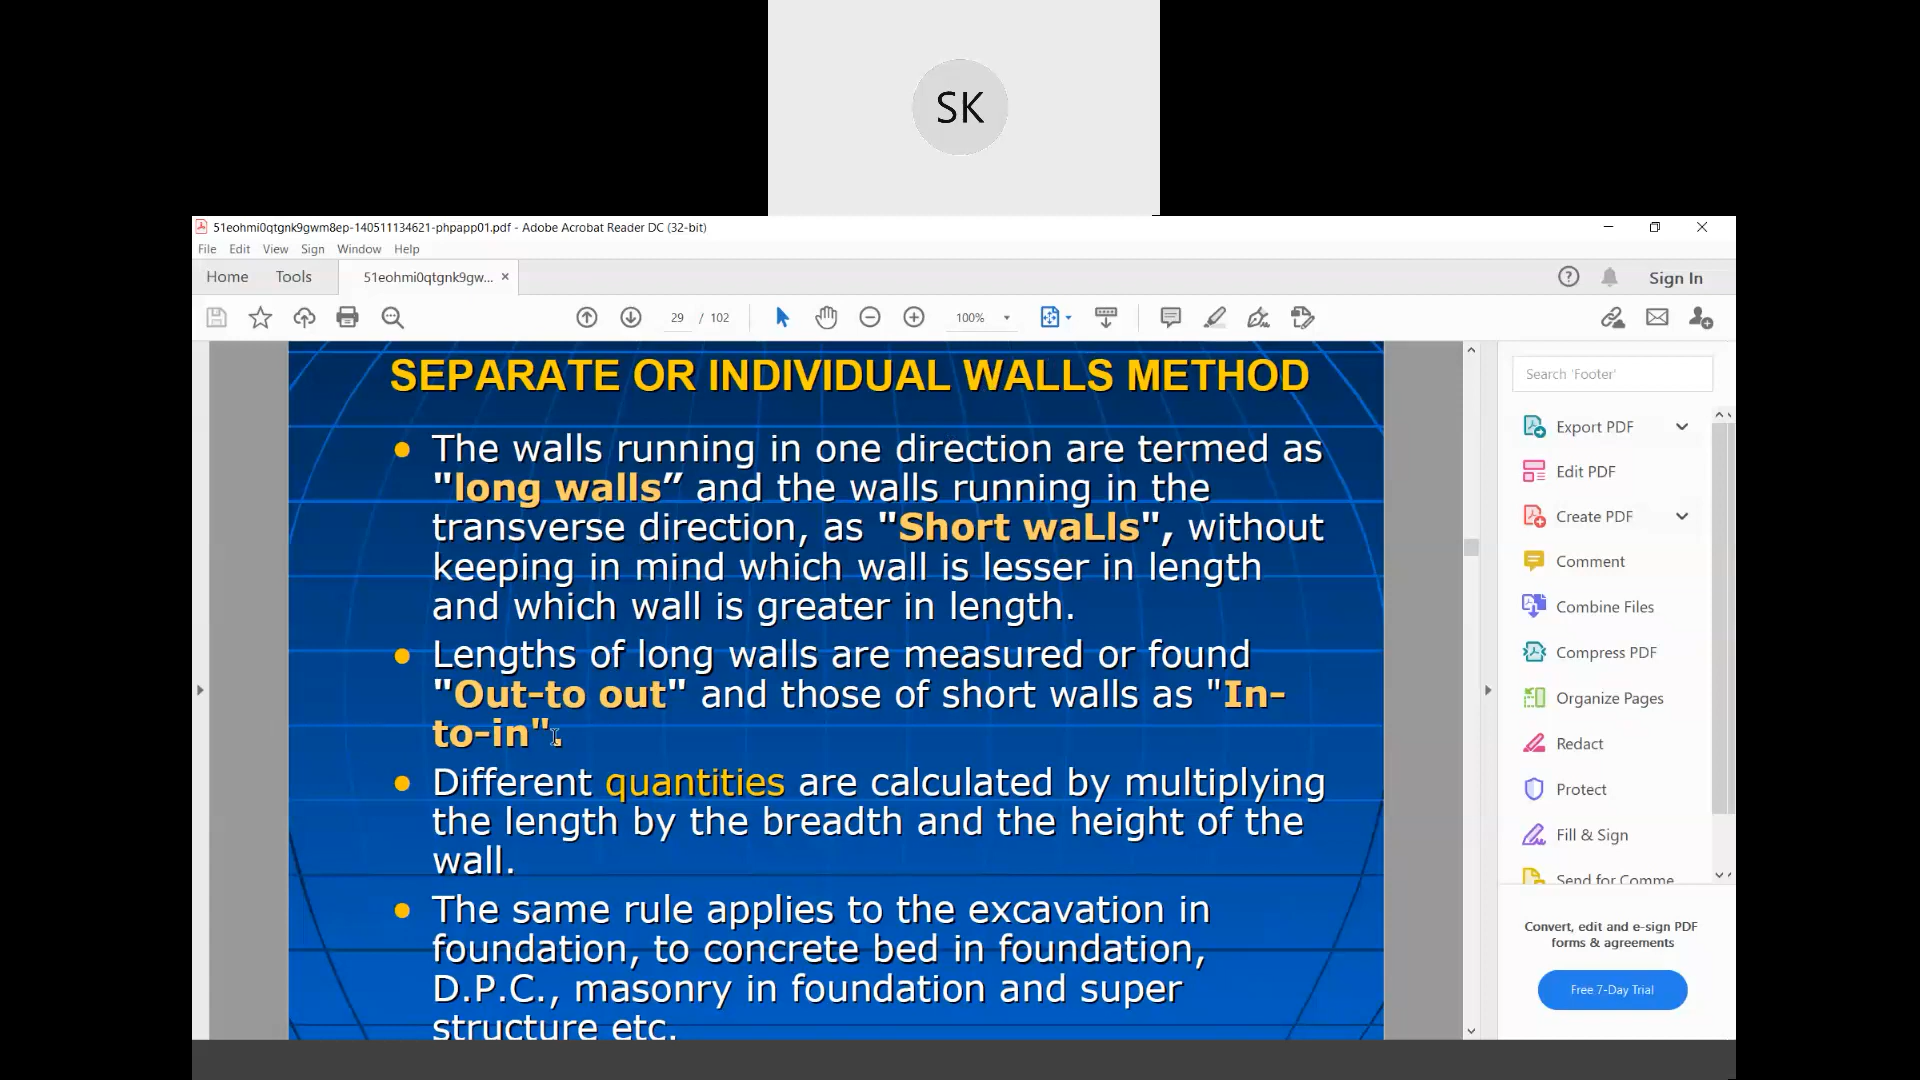 SK
51eohmi0qtgnk9gwm8ep-140511134621-phpapp01.pdf - Adobe Acrobat Reader DC (32-bit)
File Edit View Sign Window Help
Home Tools 51eohmi0qtgnk9gw... × Sign In
29 / 102 100%
SEPARATE OR INDIVIDUAL WALLS METHOD
• The walls running in one direction are termed as
"long walls” and the walls running in the
transverse direction, as "Short waLls", without
keeping in mind which wall is lesser in length
and which wall is greater in length.
• Lengths of long walls are measured or found
"Out-to out" and those of short walls as "In-
to-in".
• Different quantities are calculated by multiplying
the length by the breadth and the height of the
wall.
• The same rule applies to the excavation in
foundation, to concrete bed in foundation,
D.P.C., masonry in foundation and super
structure etc.
Search 'Footer'
Export PDF
Edit PDF
Create PDF
Comment
Combine Files
Compress PDF
Organize Pages
Redact
Protect
Fill & Sign
Send for Comme
Convert, edit and e-sign PDF
forms & agreements
Free 7-Day Trial